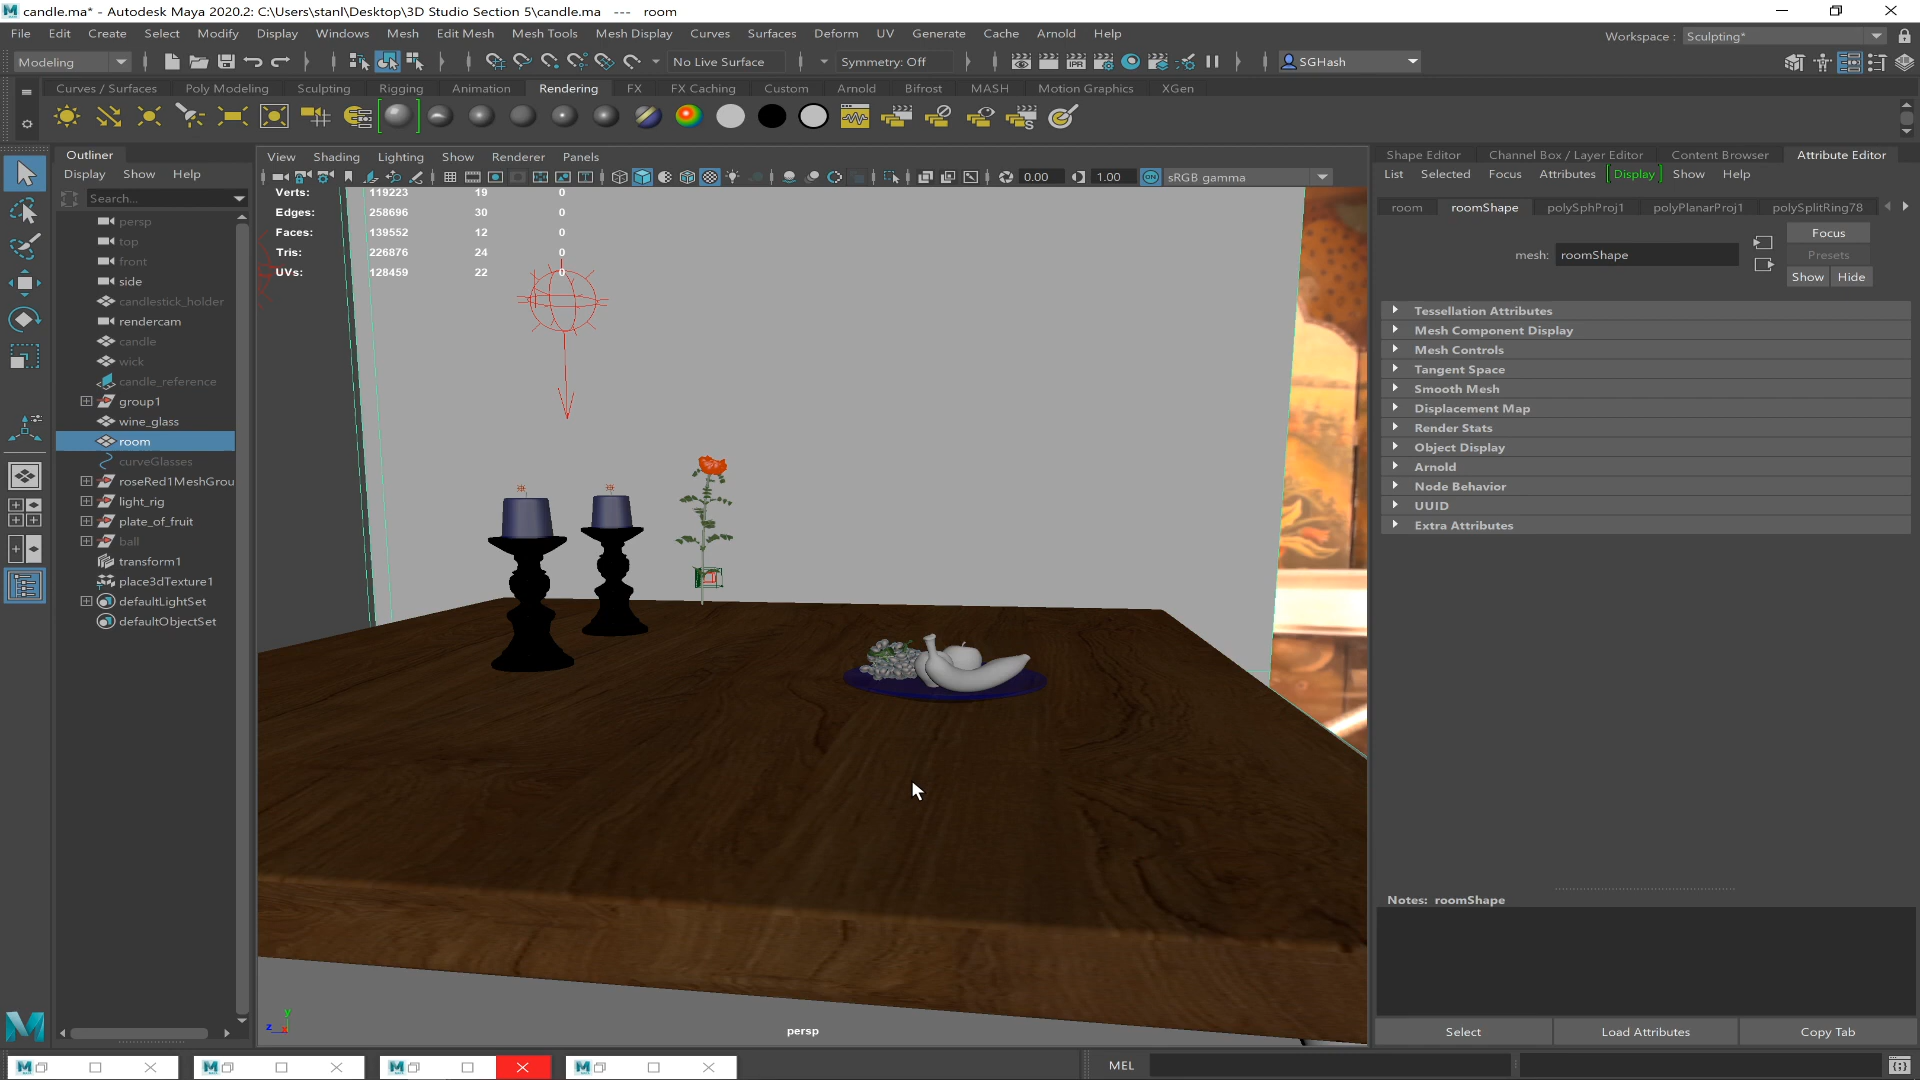 candle.ma* - Autodesk Maya 2020.2: C:\Users\stanl\Desktop\3D Studio Section 5\candle.ma --- room
File Edit Create Select Modify Display Windows Mesh Edit Mesh Mesh Tools Mesh Display Curves Surfaces Deform UV Generate Cache Arnold Help
Workspace : Sculpting*
Modeling No Live Surface Symmetry: Off SGHash
Curves / Surfaces Poly Modeling Sculpting Rigging Animation Rendering FX FX Caching Custom Arnold Bifrost MASH Motion Graphics XGen
IPR
Outliner
Display Show Help
Search...
persp
top
front
side
candlestick_holder
rendercam
candle
wick
candle_reference
group1
wine_glass
room
curveGlasses
roseRed1MeshGrou
light_rig
plate_of_fruit
ball
transform1
place3dTexture1
defaultLightSet
defaultObjectSet
View Shading Lighting Show Renderer Panels
0.00 1.00 ON sRGB gamma
Verts: 119223 19 0
Edges: 258696 30 0
Faces: 139552 12 0
Tris: 226876 24 0
UVs: 128459 22 0
y
z
persp
Shape Editor Channel Box / Layer Editor Content Browser Attribute Editor
List Selected Focus Attributes Display Show Help
room roomShape polySphProj1 polyPlanarProj1 polySplitRing78
mesh: roomShape
Focus
Presets
Show Hide
Tessellation Attributes
Mesh Component Display
Mesh Controls
Tangent Space
Smooth Mesh
Displacement Map
Render Stats
Object Display
Arnold
Node Behavior
UUID
Extra Attributes
Notes: roomShape
Select Load Attributes Copy Tab
MEL